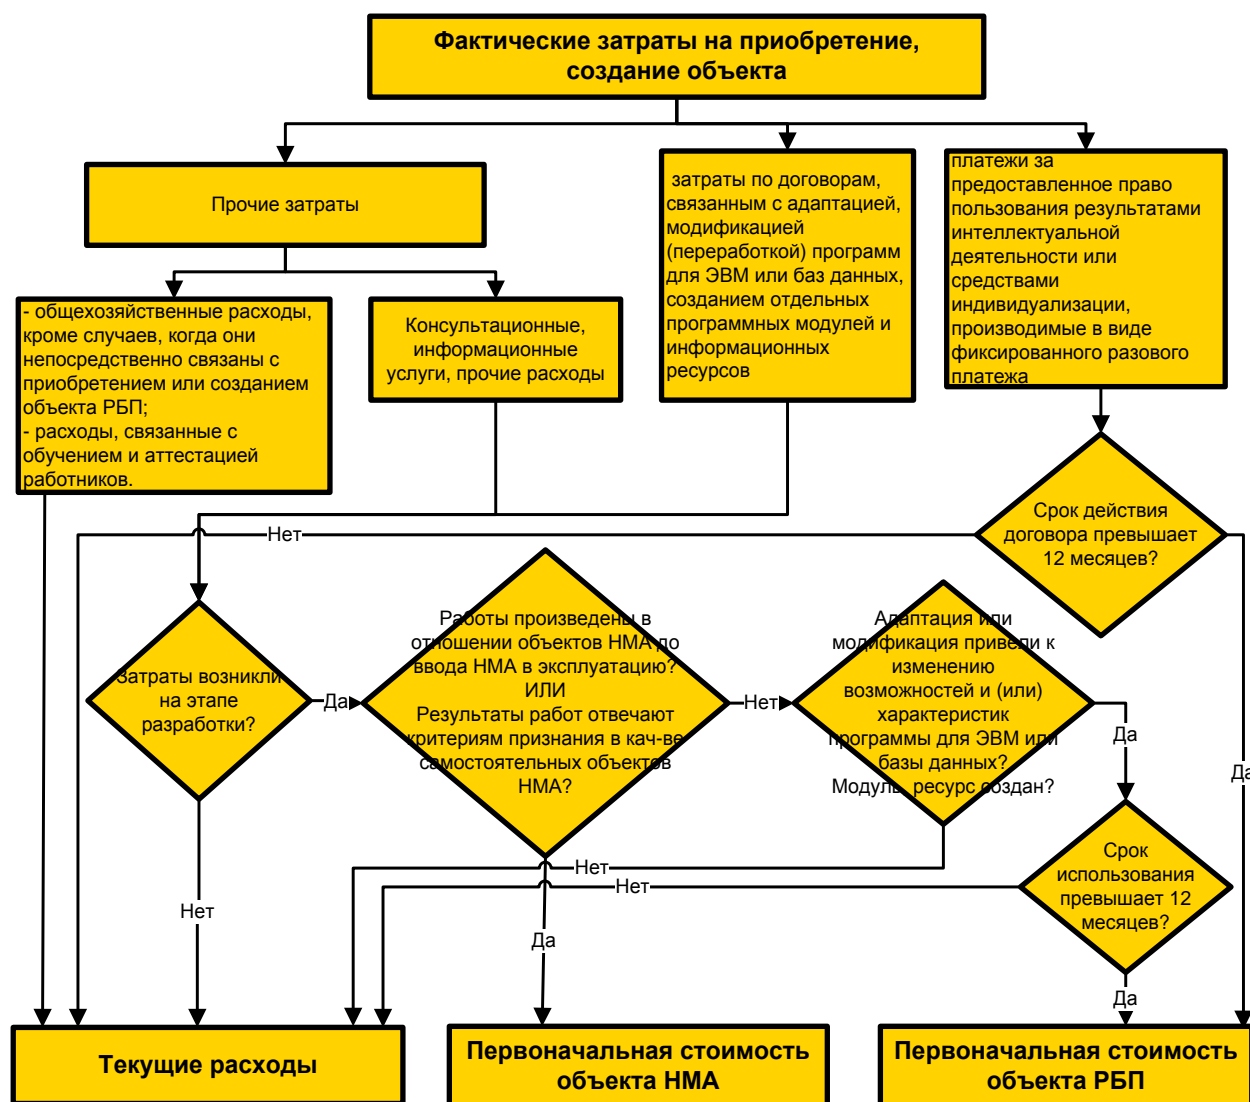 Фактические затраты на приобретение,
создание объекта
Прочие затраты
затраты по договорам,
связанным с адаптацией,
модификацией
(переработкой) программ
для ЭВМ или баз данных,
созданием отдельных
программных модулей и
информационных
ресурсов
платежи за
предоставленное право
пользования результатами
интеллектуальной
деятельности или
средствами
индивидуализации,
производимые в виде
фиксированного разового
платежа
- общехозяйственные расходы,
кроме случаев, когда они
непосредственно связаны с
приобретением или созданием
объекта РБП;
- расходы, связанные с
обучением и аттестацией
работников.
Консультационные,
информационные
услуги, прочие расходы
Срок действия
договора превышает
12 месяцев?
Нет
Да
Затраты возникли
на этапе
разработки?
Да
Нет
Работы произведены в
отношении объектов НМА до
ввода НМА в эксплуатацию?
ИЛИ
Результаты работ отвечают
критериям признания в кач-ве
самостоятельных объектов
НМА?
Нет
Да
Адаптация или
модификация привели к
изменению
возможностей и (или)
характеристик
программы для ЭВМ или
базы данных?
Модуль, ресурс создан?
Да
Нет
Срок
использования
превышает 12
месяцев?
Нет
Да
Текущие расходы
Первоначальная стоимость
объекта НМА
Первоначальная стоимость
объекта РБП